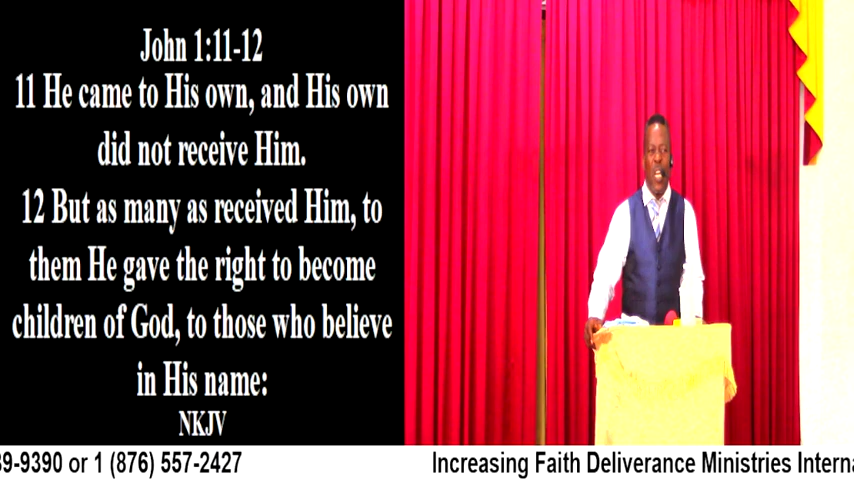 John 1:11-12
11 He came to His own, and His own
did not receive Him.
12 But as many as received Him, to
them He gave the right to become
children of God, to those who believe
in His name:
NKJV
39-9390 or 1 (876) 557-2427 Increasing Faith Deliverance Ministries Interna